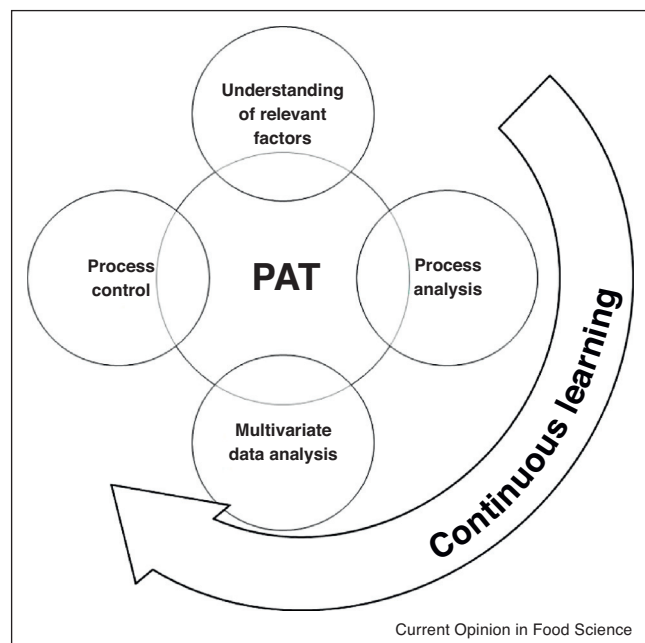 Understanding
of relevant
factors
Process
control
PAT
Process
analysis
Multivariate
data analysis
Continuous learning
Current Opinion in Food Science